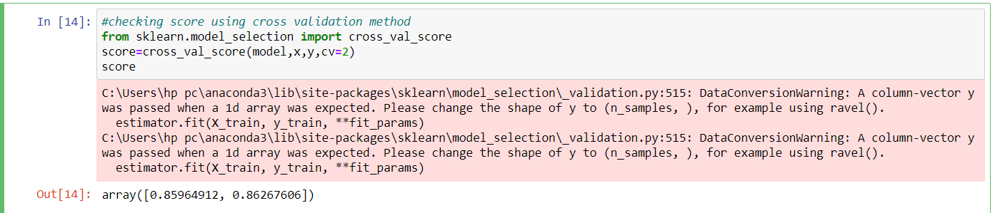 In [14]: #checking score using cross validation method
from sklearn.model_selection import cross_val_score
score=cross_val_score(model,x,y,cv=2)
score
C:\Users\hp pc\anaconda3\lib\site-packages\sklearn\model_selection\_validation.py:515: DataConversionWarning: A column-vector y
was passed when a 1d array was expected. Please change the shape of y to (n_samples, ), for example using ravel().
  estimator.fit(X_train, y_train, **fit_params)
C:\Users\hp pc\anaconda3\lib\site-packages\sklearn\model_selection\_validation.py:515: DataConversionWarning: A column-vector y
was passed when a 1d array was expected. Please change the shape of y to (n_samples, ), for example using ravel().
  estimator.fit(X_train, y_train, **fit_params)
Out[14]: array([0.85964912, 0.86267606])